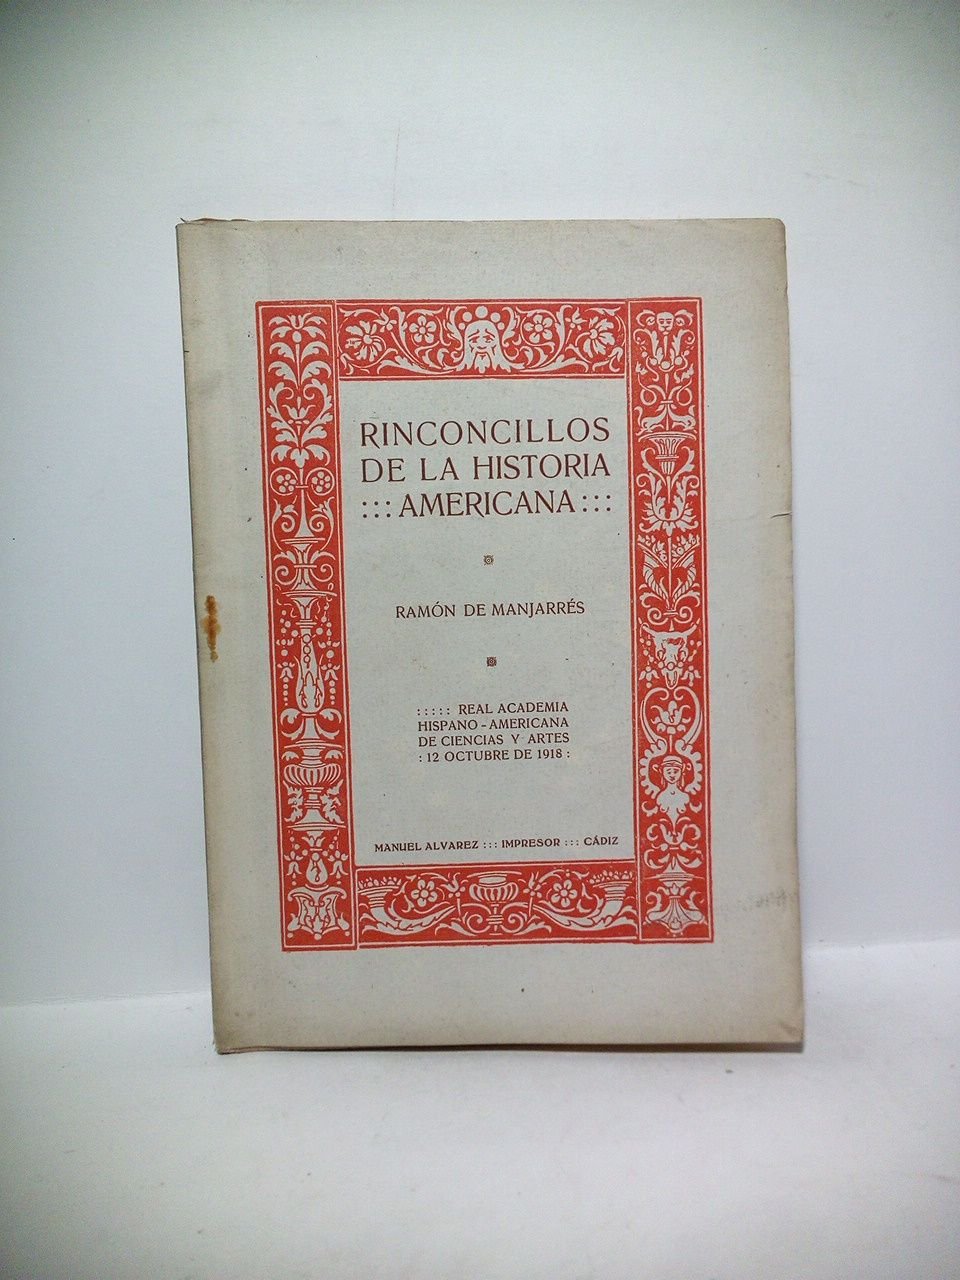 RINCONCILLOS
DE LA HISTORIA
::: AMERICANA :::
RAMÓN DE MANJARRÉS
::::: REAL ACADEMIA
HISPANO-AMERICANA
DE CIENCIAS Y ARTES
: 12 OCTUBRE DE 1918 :
MANUEL ALVAREZ ::: IMPRESOR ::: CÁDIZ